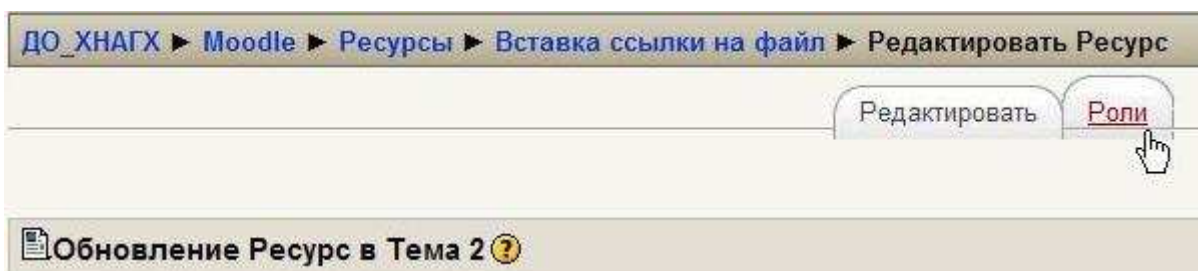 ДО_ХНАГХ ► Moodle ► Ресурсы ► Вставка ссылки на файл ► Редактировать Ресурс
Редактировать Роли
Обновление Ресурс в Тема 2 ?